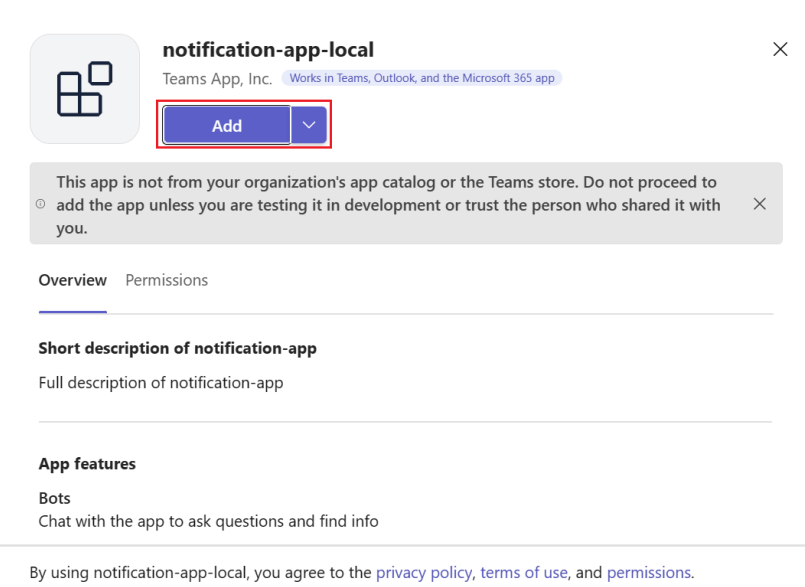 notification-app-local
Teams App, Inc. Works in Teams, Outlook, and the Microsoft 365 app
Add
This app is not from your organization's app catalog or the Teams store. Do not proceed to
add the app unless you are testing it in development or trust the person who shared it with
you.
Overview Permissions
Short description of notification-app
Full description of notification-app
App features
Bots
Chat with the app to ask questions and find info
By using notification-app-local, you agree to the privacy policy, terms of use, and permissions.